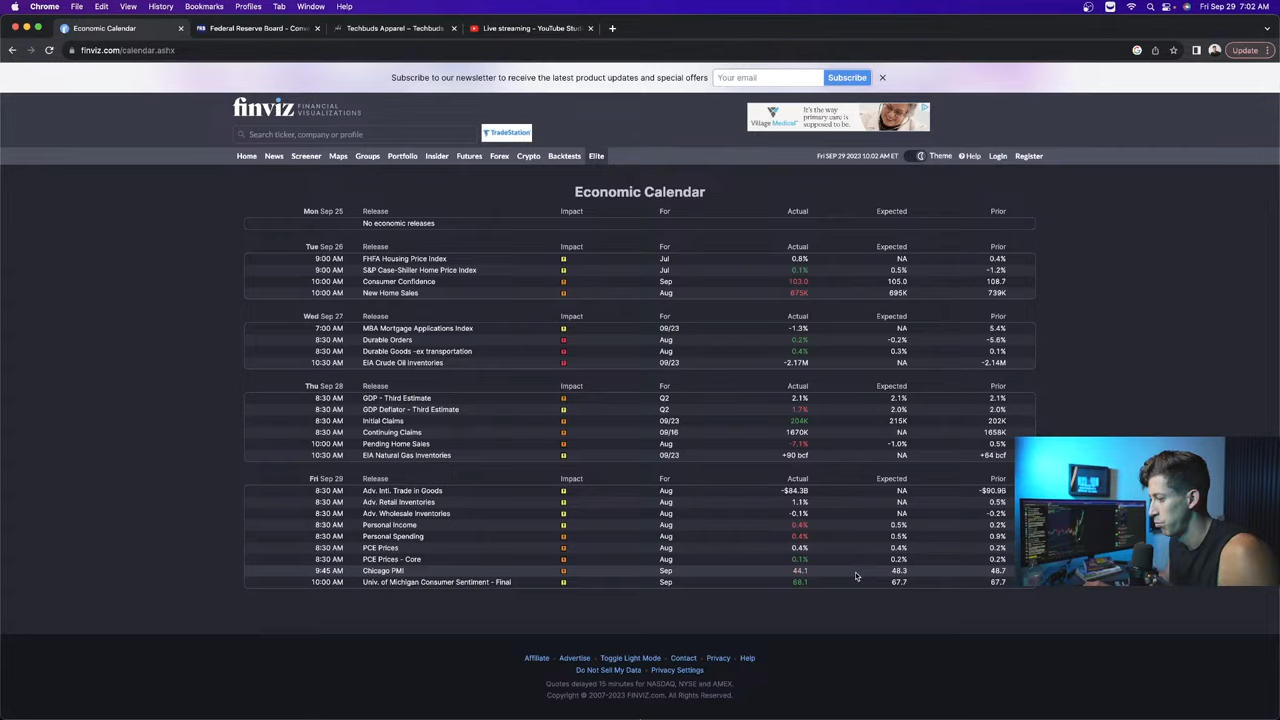 Chrome File Edit View History Bookmarks Profiles Tab Window Help Fri Sep 29 7:02 AM
Economic Calendar Federal Reserve Board - Conv Techbuds Apparel – Techbuds Live streaming - YouTube Stud
finviz.com/calendar.ashx Update
Subscribe to our newsletter to receive the latest product updates and special offers Your email Subscribe
finviz FINANCIAL VISUALIZATIONS
Village Medical It's the way primary care is supposed to be.
Search ticker, company or profile TradeStation
Home News Screener Maps Groups Portfolio Insider Futures Forex Crypto Backtests Elite Fri SEP 29 2023 10:02 AM ET Theme Help Login Register
Economic Calendar
Mon Sep 25 Release Impact For Actual Expected Prior
No economic releases
Tue Sep 26 Release Impact For Actual Expected Prior
9:00 AM FHFA Housing Price Index Jul 0.8% NA 0.4%
9:00 AM S&P Case-Shiller Home Price Index Jul 0.1% 0.5% -1.2%
10:00 AM Consumer Confidence Sep 103.0 105.0 108.7
10:00 AM New Home Sales Aug 675K 695K 739K
Wed Sep 27 Release Impact For Actual Expected Prior
7:00 AM MBA Mortgage Applications Index 09/23 -1.3% NA 5.4%
8:30 AM Durable Orders Aug 0.2% -0.2% -5.6%
8:30 AM Durable Goods -ex transportation Aug 0.4% 0.3% 0.1%
10:30 AM EIA Crude Oil Inventories 09/23 -2.17M NA -2.14M
Thu Sep 28 Release Impact For Actual Expected Prior
8:30 AM GDP - Third Estimate Q2 2.1% 2.1% 2.1%
8:30 AM GDP Deflator - Third Estimate Q2 1.7% 2.0% 2.0%
8:30 AM Initial Claims 09/23 204K 215K 202K
8:30 AM Continuing Claims 09/16 1670K NA 1658K
10:00 AM Pending Home Sales Aug -7.1% -1.0% 0.5%
10:30 AM EIA Natural Gas Inventories 09/23 +90 bcf NA +64 bcf
Fri Sep 29 Release Impact For Actual Expected Prior
8:30 AM Adv. Intl. Trade in Goods Aug -$84.3B NA -$90.9B
8:30 AM Adv. Retail Inventories Aug 1.1% NA 0.5%
8:30 AM Adv. Wholesale Inventories Aug -0.1% NA -0.2%
8:30 AM Personal Income Aug 0.4% 0.5% 0.2%
8:30 AM Personal Spending Aug 0.4% 0.5% 0.9%
8:30 AM PCE Prices Aug 0.4% 0.4% 0.2%
8:30 AM PCE Prices - Core Aug 0.1% 0.2% 0.2%
9:45 AM Chicago PMI Sep 44.1 48.3 48.7
10:00 AM Univ. of Michigan Consumer Sentiment - Final Sep 68.1 67.7 67.7
Affiliate Advertise Toggle Light Mode Contact Privacy Help
Do Not Sell My Data Privacy Settings
Quotes delayed 15 minutes for NASDAQ, NYSE and AMEX.
Copyright © 2007-2023 FINVIZ.com. All Rights Reserved.